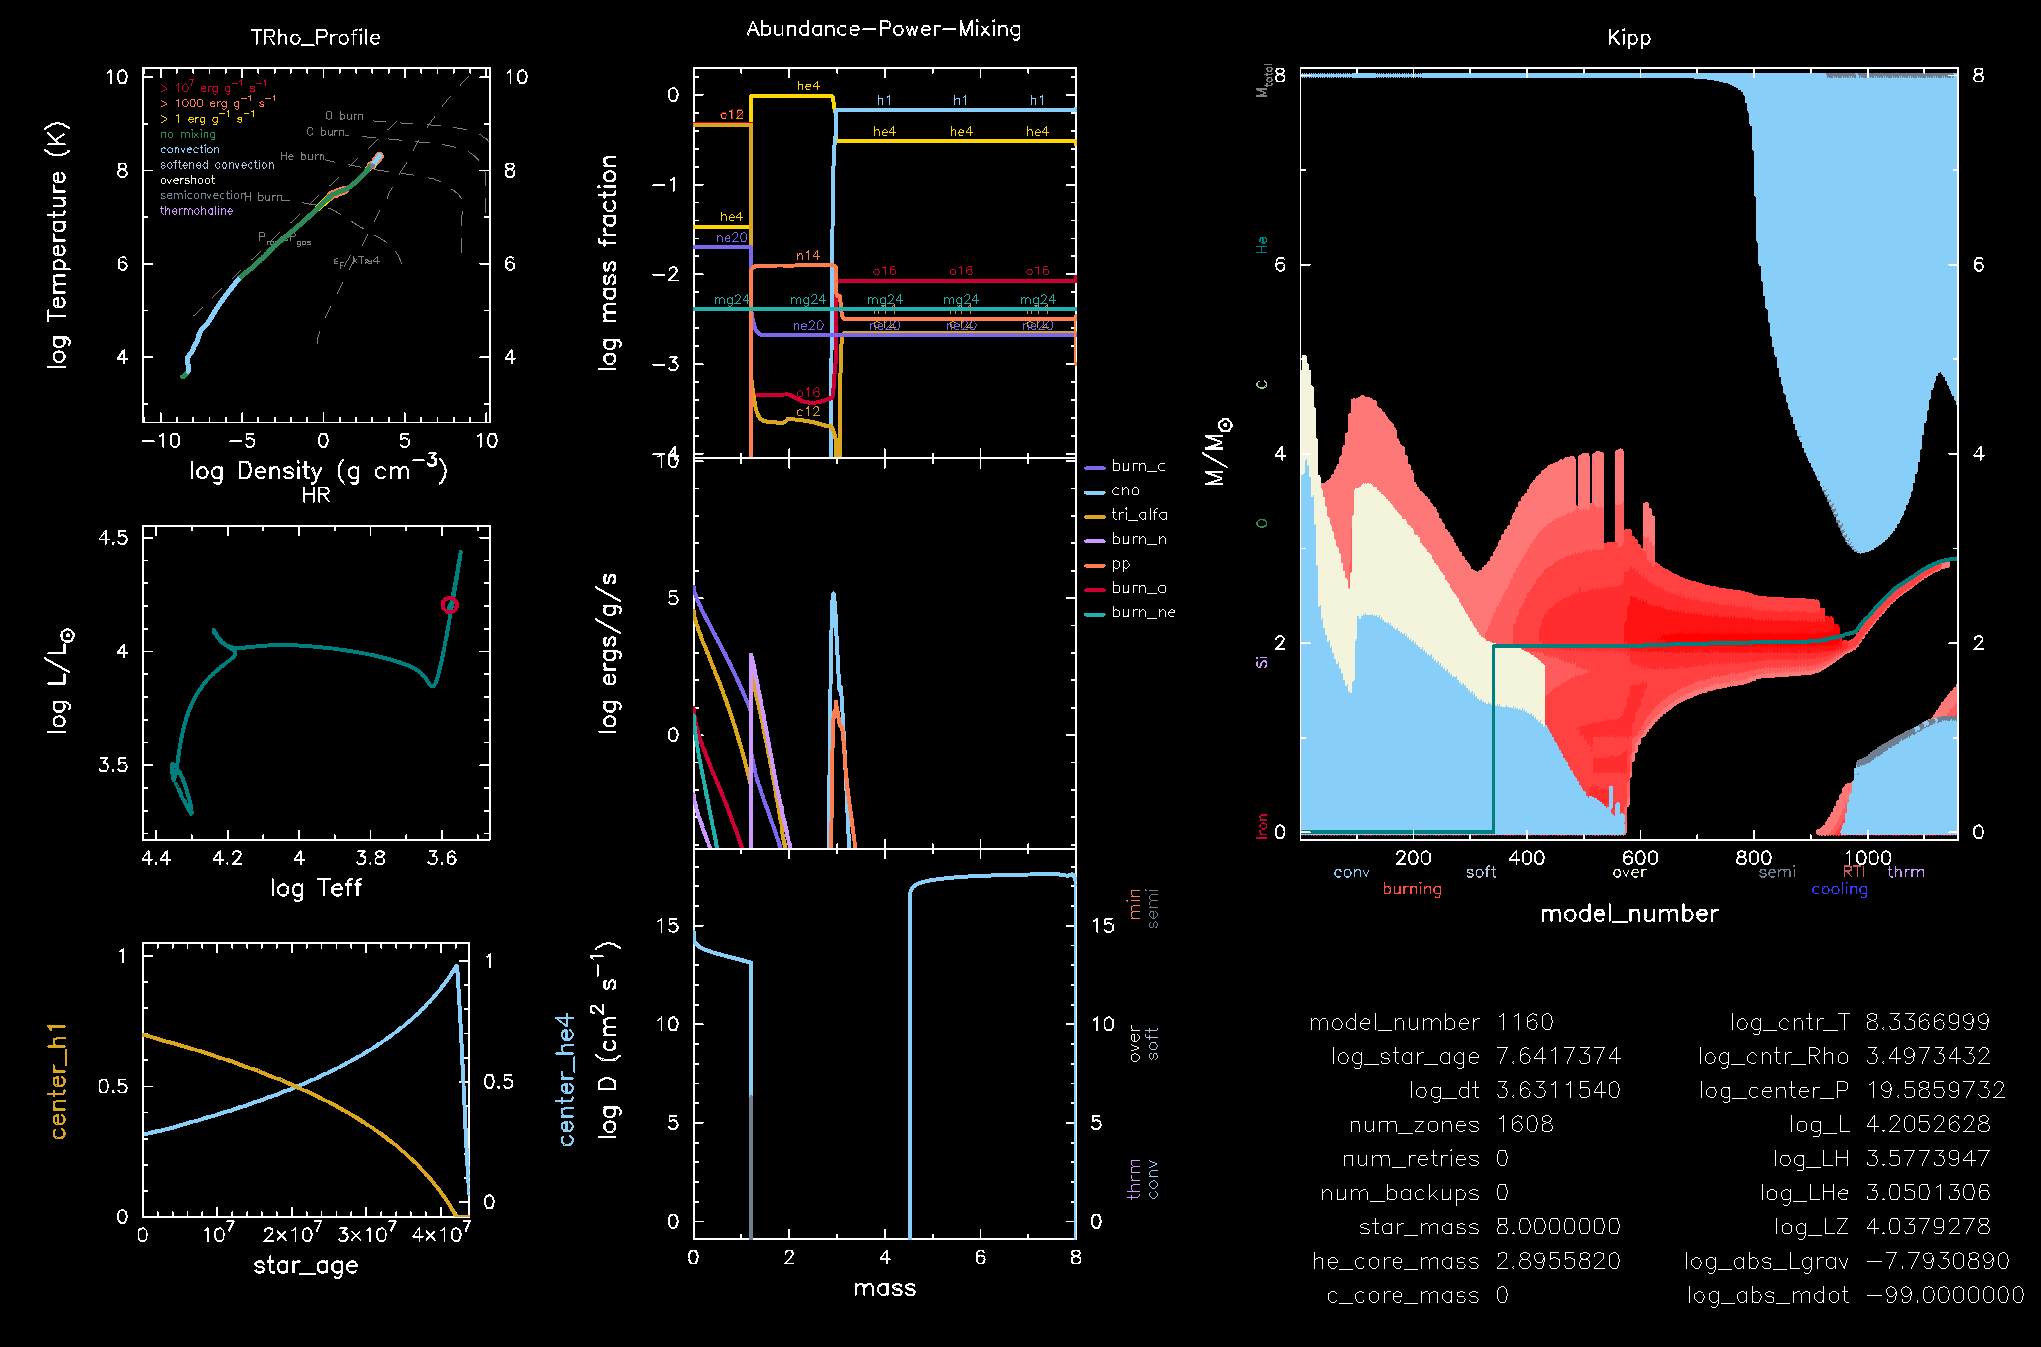 TRho_Profile
10
8
6
4
10
8
6
4
> 10⁷ erg g⁻¹ s⁻¹
> 1000 erg g⁻¹ s⁻¹
> 1 erg g⁻¹ s⁻¹
no mixing
convection
softened convection
overshoot
semiconvection
thermohaline
O burn
C burn
He burn
H burn
−10 −5 0 5 10
log Temperature (K)
log Density (g cm⁻³)
HR
4.5
4
3.5
4.4 4.2 4 3.8 3.6
log L/L☉
log Teff
1
0.5
0
1
0.5
0
0 10⁷ 2×10⁷ 3×10⁷ 4×10⁷
center_h1
center_he4
star_age
Abundance−Power−Mixing
0
−1
−2
−3
−4
log mass fraction
he4
h1 h1 h1
c12
he4 he4 he4
he4
ne20
n14
o16 o16 o16
mg24 mg24 mg24 mg24 mg24
ne20 ne20 ne20 ne20
o16
c12
10
5
0
log ergs/g/s
burn_c
cno
tri_alfa
burn_n
pp
burn_o
burn_ne
15
10
5
0
15
10
5
0
log D (cm² s⁻¹)
min
semi
over
soft
thrm
conv
0 2 4 6 8
mass
Kipp
8
6
4
2
0
8
6
4
2
0
M_total
He
C
O
Si
Iron
M/M☉
200 400 600 800 1000
conv soft over semi RTI thrm
burning cooling
model_number
model_number 1160
log_star_age 7.6417374
log_dt 3.6311540
num_zones 1608
num_retries 0
num_backups 0
star_mass 8.0000000
he_core_mass 2.8955820
c_core_mass 0
log_cntr_T 8.3366999
log_cntr_Rho 3.4973432
log_center_P 19.5859732
log_L 4.2052628
log_LH 3.5773947
log_LHe 3.0501306
log_LZ 4.0379278
log_abs_Lgrav −7.7930890
log_abs_mdot −99.0000000